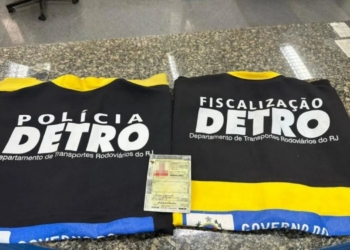 POLÍCIA
DETRO
Departamento de Transportes Rodoviários do RJ
FISCALIZAÇÃO
DETRO
Departamento de Transportes Rodoviários do RJ
GOVERNO DO